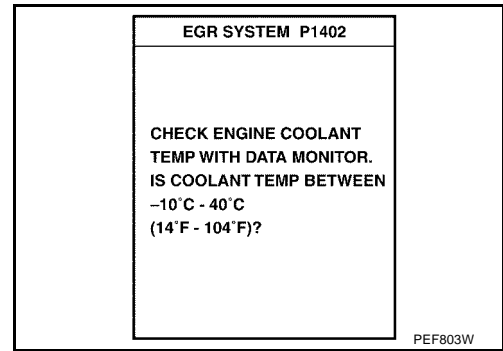 EGR SYSTEM P1402
CHECK ENGINE COOLANT
TEMP WITH DATA MONITOR.
IS COOLANT TEMP BETWEEN
–10°C - 40°C
(14°F - 104°F)?
PEF803W